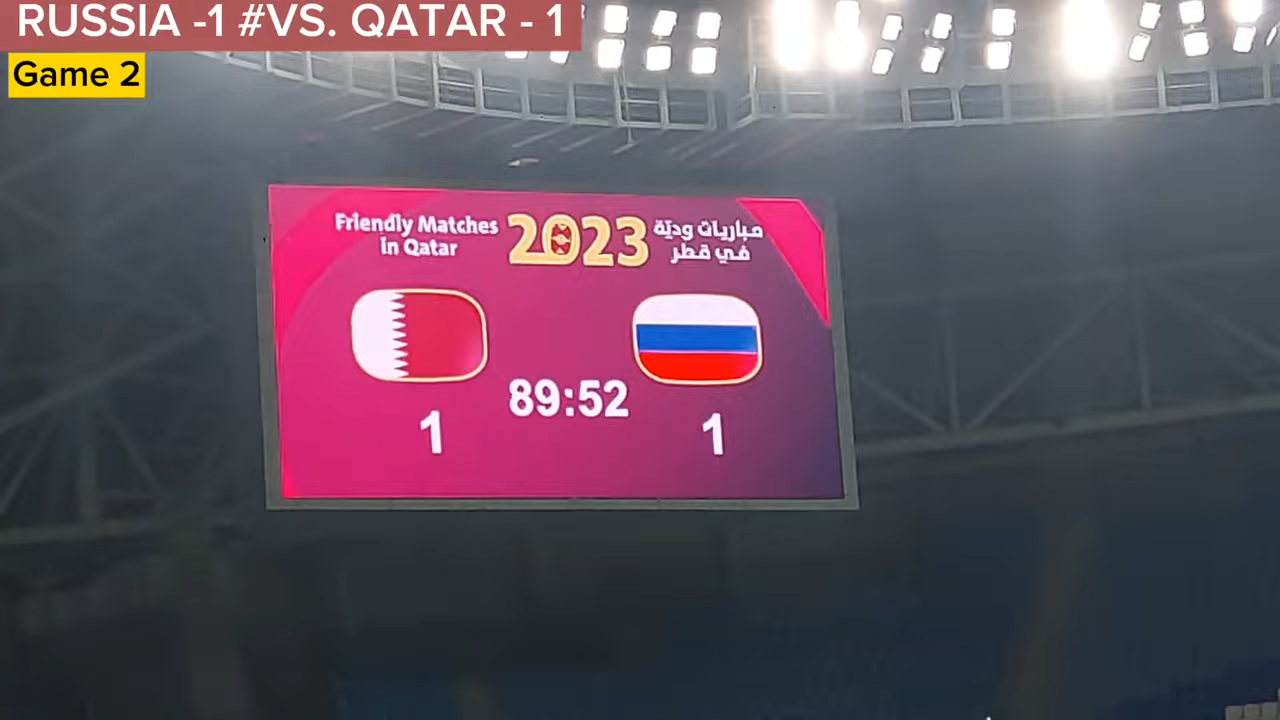 RUSSIA -1 #VS. QATAR - 1
Game 2
Friendly Matches
in Qatar
2023
مباريات وديّة
في قطر
89:52
1
1